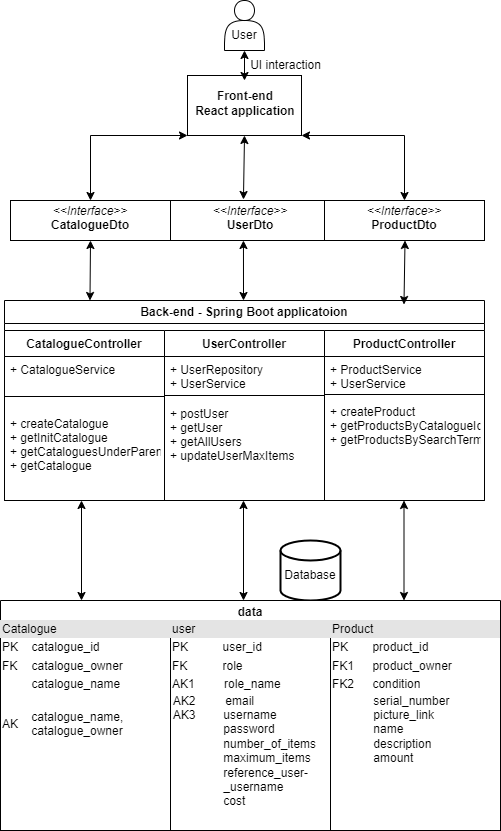 User
UI interaction
Front-end
React application
<<Interface>>
CatalogueDto
<<Interface>>
UserDto
<<Interface>>
ProductDto
Back-end - Spring Boot applicatoion
CatalogueController
UserController
ProductController
+ CatalogueService
+ UserRepository
+ UserService
+ ProductService
+ UserService
+ createCatalogue
+ getInitCatalogue
+ getCataloguesUnderParen
+ getCatalogue
+ postUser
+ getUser
+ getAllUsers
+ updateUserMaxItems
+ createProduct
+ getProductsByCatalogueId
+ getProductsBySearchTerm
Database
data
Catalogue
user
Product
PK catalogue_id
FK catalogue_owner
catalogue_name
AK catalogue_name,
catalogue_owner
PK user_id
FK role
AK1 role_name
AK2 email
AK3 username
password
number_of_items
maximum_items
reference_user-
_username
cost
PK product_id
FK1 product_owner
FK2 condition
serial_number
picture_link
name
description
amount